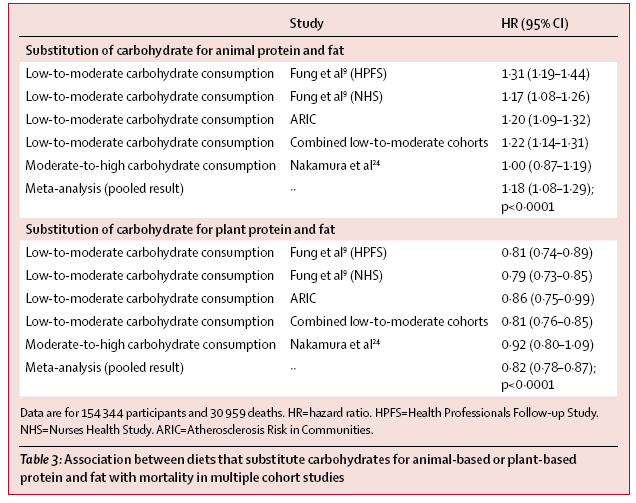 Study HR (95% CI)
Substitution of carbohydrate for animal protein and fat
Low-to-moderate carbohydrate consumption Fung et al⁹ (HPFS) 1·31 (1·19–1·44)
Low-to-moderate carbohydrate consumption Fung et al⁹ (NHS) 1·17 (1·08–1·26)
Low-to-moderate carbohydrate consumption ARIC 1·20 (1·09–1·32)
Low-to-moderate carbohydrate consumption Combined low-to-moderate cohorts 1·22 (1·14–1·31)
Moderate-to-high carbohydrate consumption Nakamura et al²⁴ 1·00 (0·87–1·19)
Meta-analysis (pooled result) ·· 1·18 (1·08–1·29);
p<0·0001
Substitution of carbohydrate for plant protein and fat
Low-to-moderate carbohydrate consumption Fung et al⁹ (HPFS) 0·81 (0·74–0·89)
Low-to-moderate carbohydrate consumption Fung et al⁹ (NHS) 0·79 (0·73–0·85)
Low-to-moderate carbohydrate consumption ARIC 0·86 (0·75–0·99)
Low-to-moderate carbohydrate consumption Combined low-to-moderate cohorts 0·81 (0·76–0·85)
Moderate-to-high carbohydrate consumption Nakamura et al²⁴ 0·92 (0·80–1·09)
Meta-analysis (pooled result) ·· 0·82 (0·78–0·87);
p<0·0001
Data are for 154 344 participants and 30 959 deaths. HR=hazard ratio. HPFS=Health Professionals Follow-up Study.
NHS=Nurses Health Study. ARIC=Atherosclerosis Risk in Communities.
Table 3: Association between diets that substitute carbohydrates for animal-based or plant-based
protein and fat with mortality in multiple cohort studies